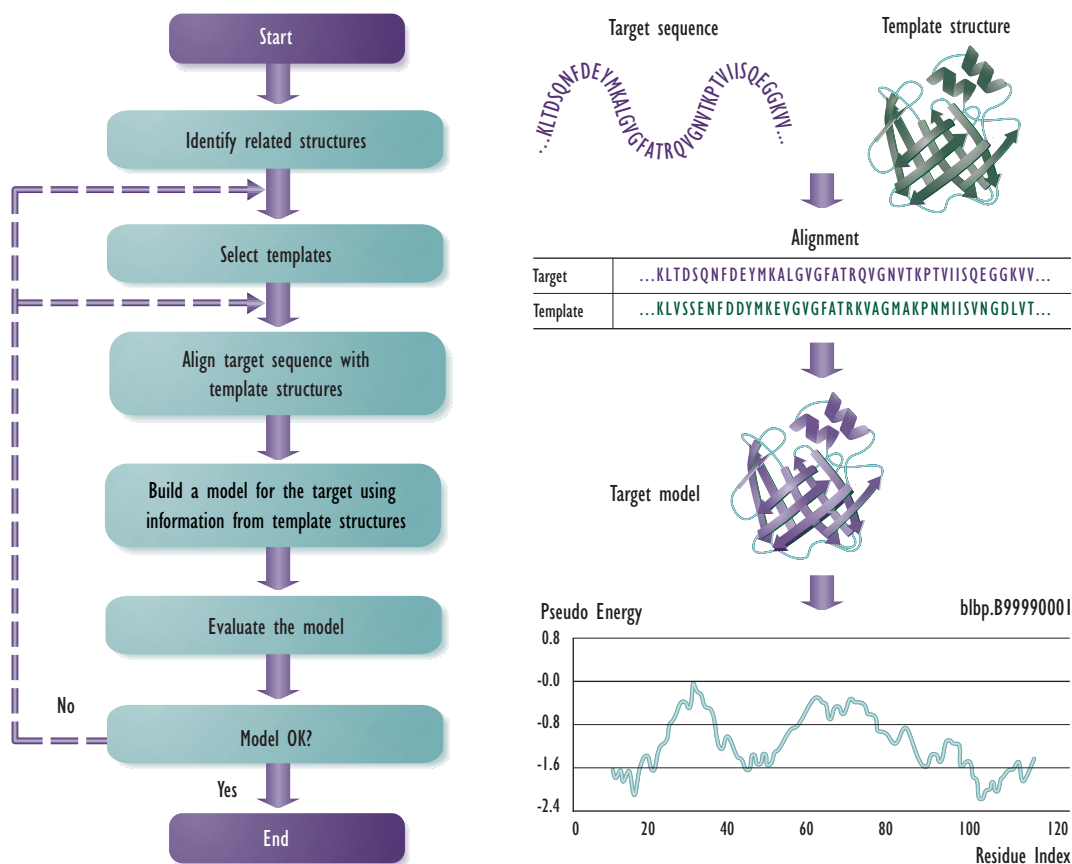 Start
Identify related structures
Select templates
Align target sequence with
template structures
Build a model for the target using
information from template structures
Evaluate the model
No
Model OK?
Yes
End
Target sequence
Template structure
...KLTDSQNFDEYMKALGVGFATRQVGNVTKPTVIISQEGGKVV...
Alignment
Target
...KLTDSQNFDEYMKALGVGFATRQVGNVTKPTVIISQEGGKVV...
Template
...KLVSSENFDDYMKEVGVGFATRKVAGMAKPNMIISVNGDLVT...
Target model
Pseudo Energy
blbp.B99990001
0.8
-0.0
-0.8
-1.6
-2.4
0 20 40 60 80 100 120
Residue Index